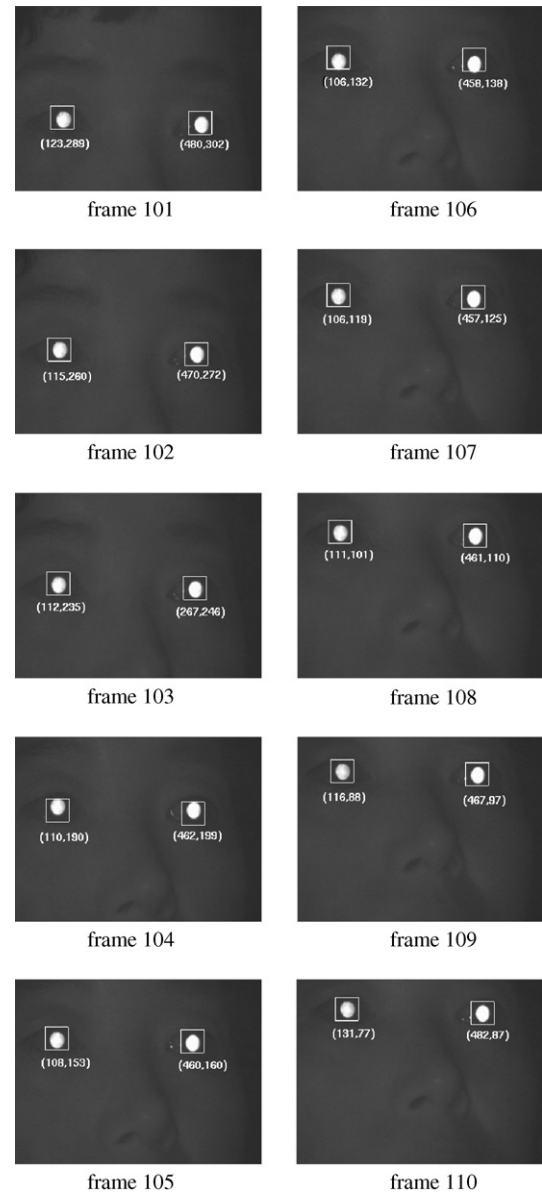 (123,289)
(480,302)
frame 101
(115,260)
(470,272)
frame 102
(112,235)
(267,246)
frame 103
(110,190)
(462,199)
frame 104
(108,153)
(460,160)
frame 105
(106,132)
(458,138)
frame 106
(106,119)
(457,125)
frame 107
(111,101)
(461,110)
frame 108
(116,88)
(467,97)
frame 109
(131,77)
(482,87)
frame 110